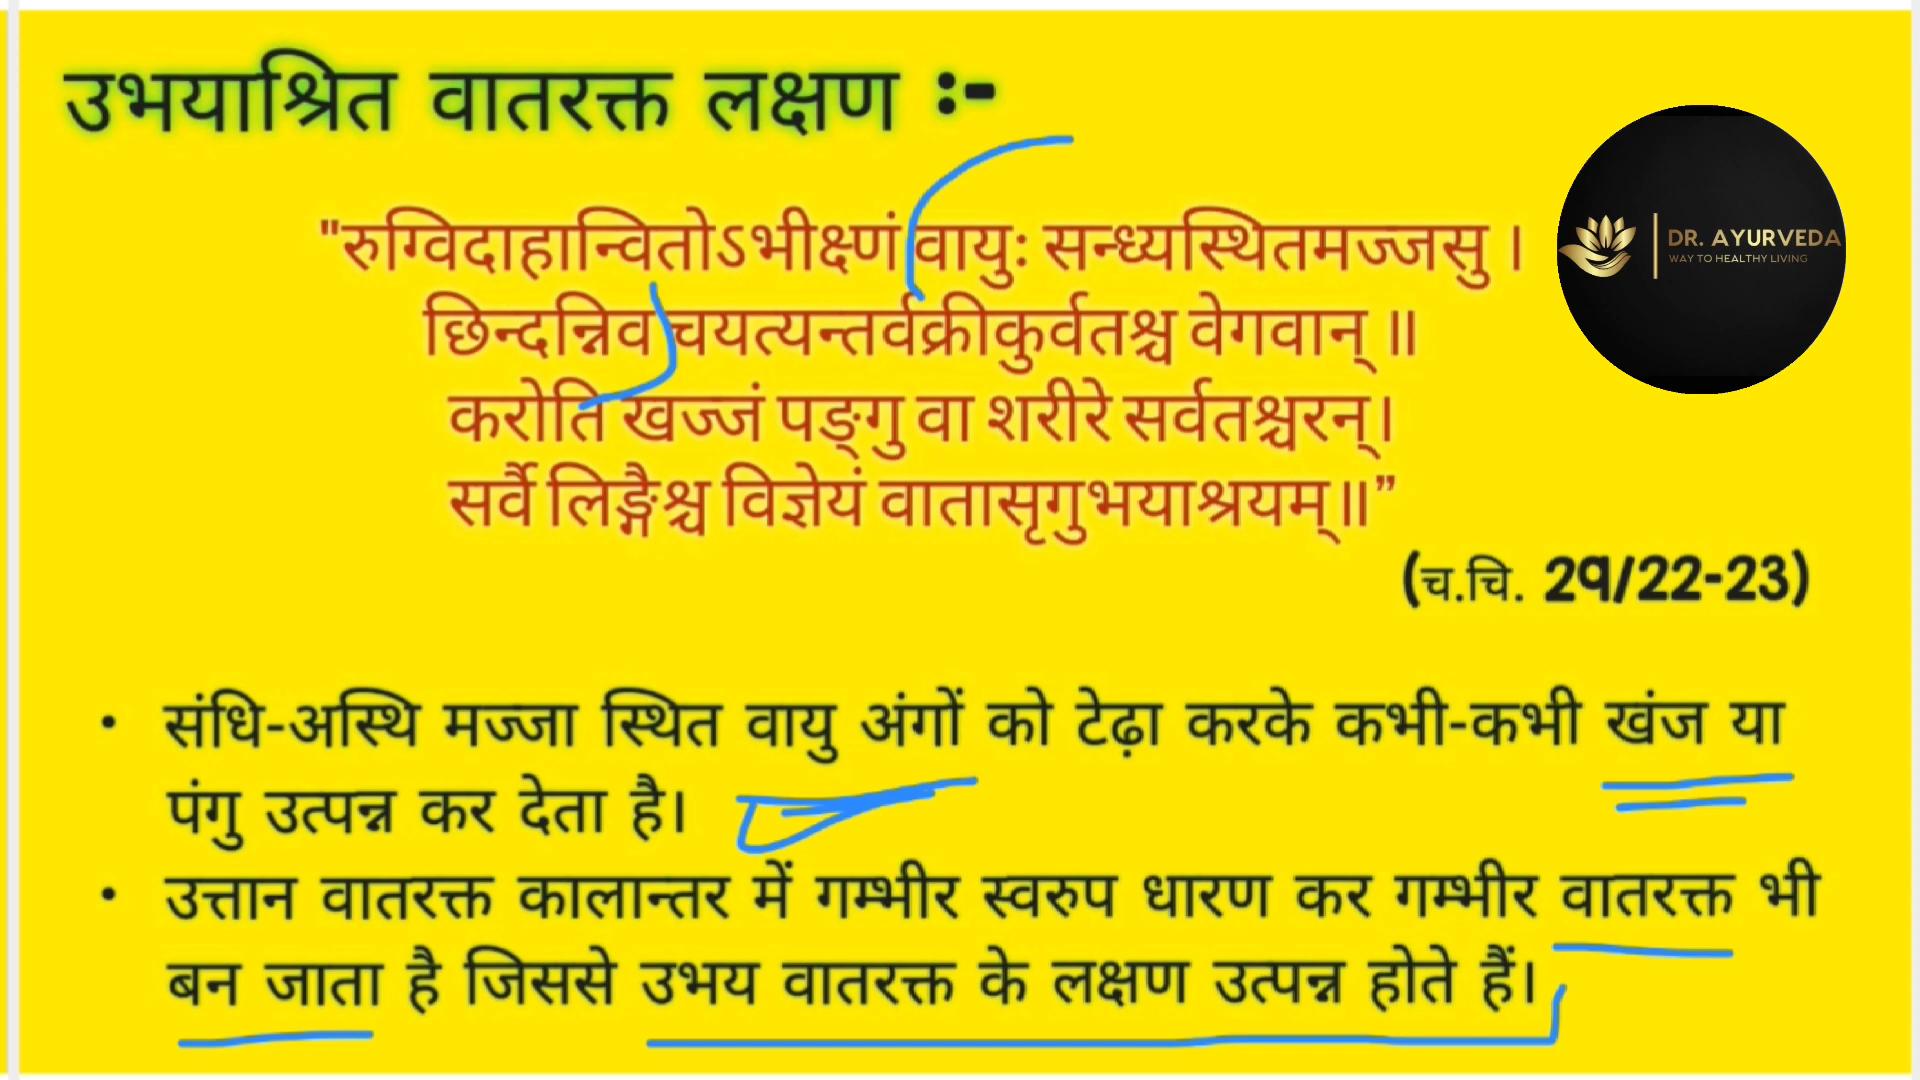 उभयाश्रित वातरक्त लक्षण :-
"रुग्विदाहान्वितोऽभीक्ष्णं वायुः सन्ध्यस्थितमज्जसु ।
छिन्दन्निव चयत्यन्तर्वक्रीकुर्वतश्च वेगवान् ॥
करोति खज्जं पङ्गु वा शरीरे सर्वतश्चरन्।
सर्वै लिङ्गैश्च विज्ञेयं वातासृगुभयाश्रयम्॥”
(च.चि. 29/22-23)
DR. AYURVEDA
WAY TO HEALTHY LIVING
• संधि-अस्थि मज्जा स्थित वायु अंगों को टेढ़ा करके कभी-कभी खंज या
पंगु उत्पन्न कर देता है।
• उत्तान वातरक्त कालान्तर में गम्भीर स्वरुप धारण कर गम्भीर वातरक्त भी
बन जाता है जिससे उभय वातरक्त के लक्षण उत्पन्न होते हैं।